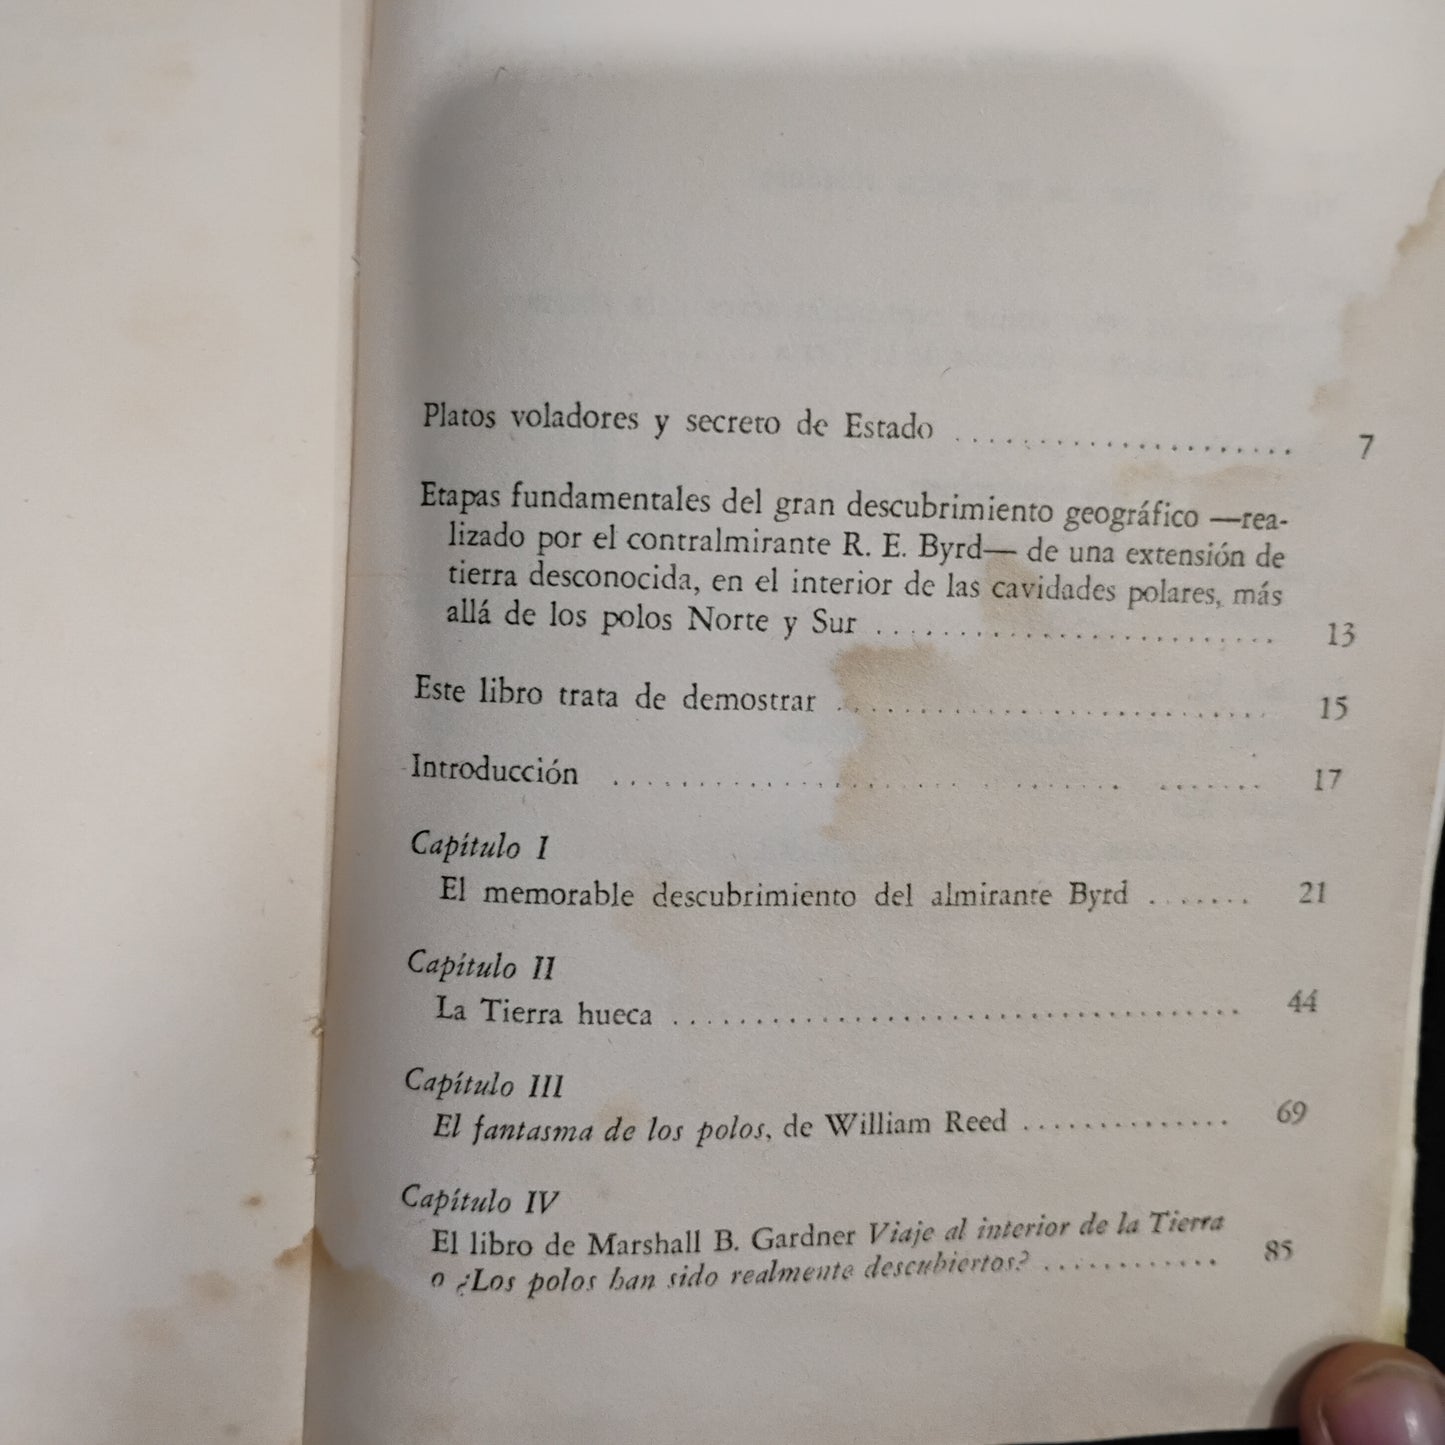 Platos voladores y secreto de Estado ..................... 7
Etapas fundamentales del gran descubrimiento geográfico —rea-
lizado por el contralmirante R. E. Byrd— de una extensión de
tierra desconocida, en el interior de las cavidades polares, más
allá de los polos Norte y Sur ........................ 13
Este libro trata de demostrar ........................... 15
Introducción ....................................... 17
Capítulo I
El memorable descubrimiento del almirante Byrd ....... 21
Capítulo II
La Tierra hueca ................................... 44
Capítulo III
El fantasma de los polos, de William Reed ............. 69
Capítulo IV
El libro de Marshall B. Gardner Viaje al interior de la Tierra
o ¿Los polos han sido realmente descubiertos? ............ 85